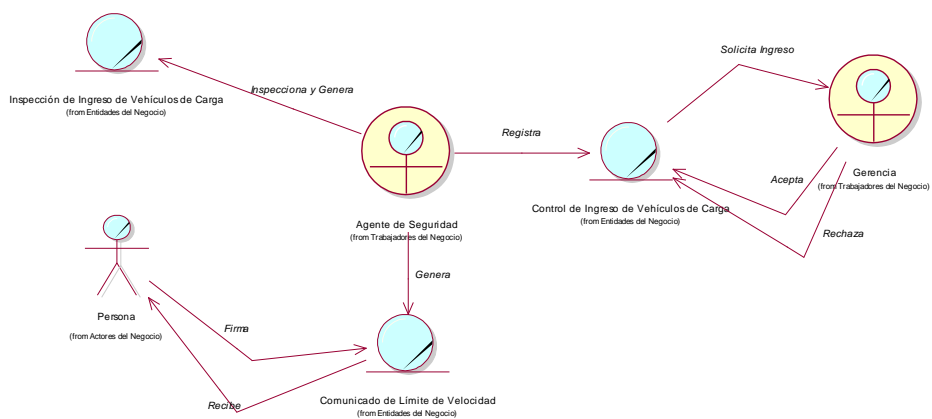 Solicita Ingreso
Inspección de Ingreso de Vehículos de Carga
(from Entidades del Negocio)
Inspecciona y Genera
Registra
Gerencia
(from Trabajadores del Negocio)
Acepta
Control de Ingreso de Vehículos de Carga
(from Entidades del Negocio)
Rechaza
Agente de Seguridad
(from Trabajadores del Negocio)
Genera
Persona
(from Actores del Negocio)
Firma
Recibe
Comunicado de Límite de Velocidad
(from Entidades del Negocio)